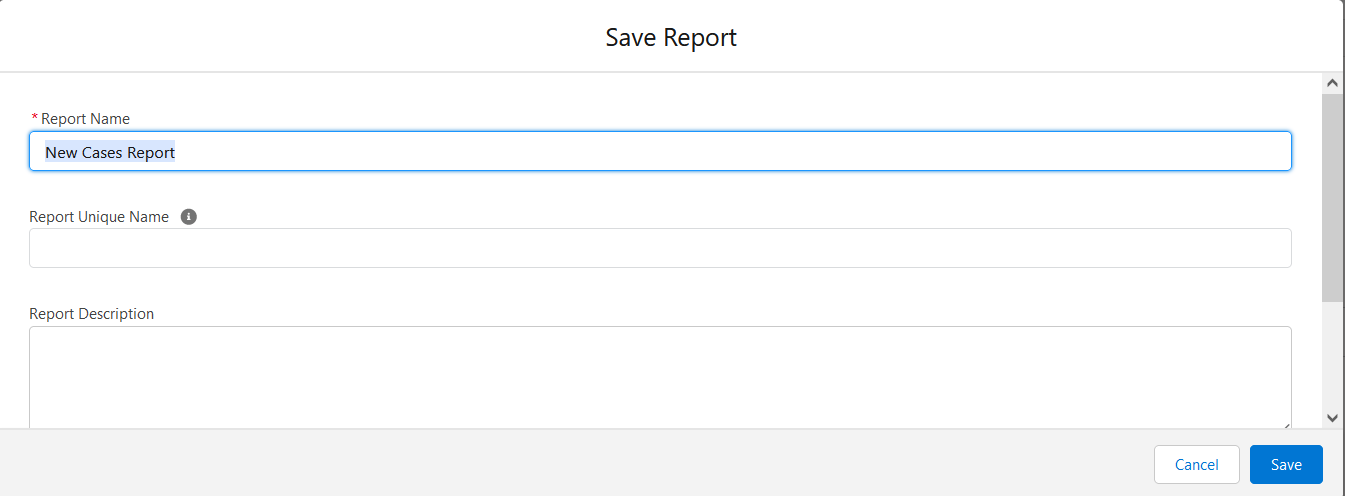 Save Report
* Report Name
New Cases Report
Report Unique Name
Report Description
Cancel Save